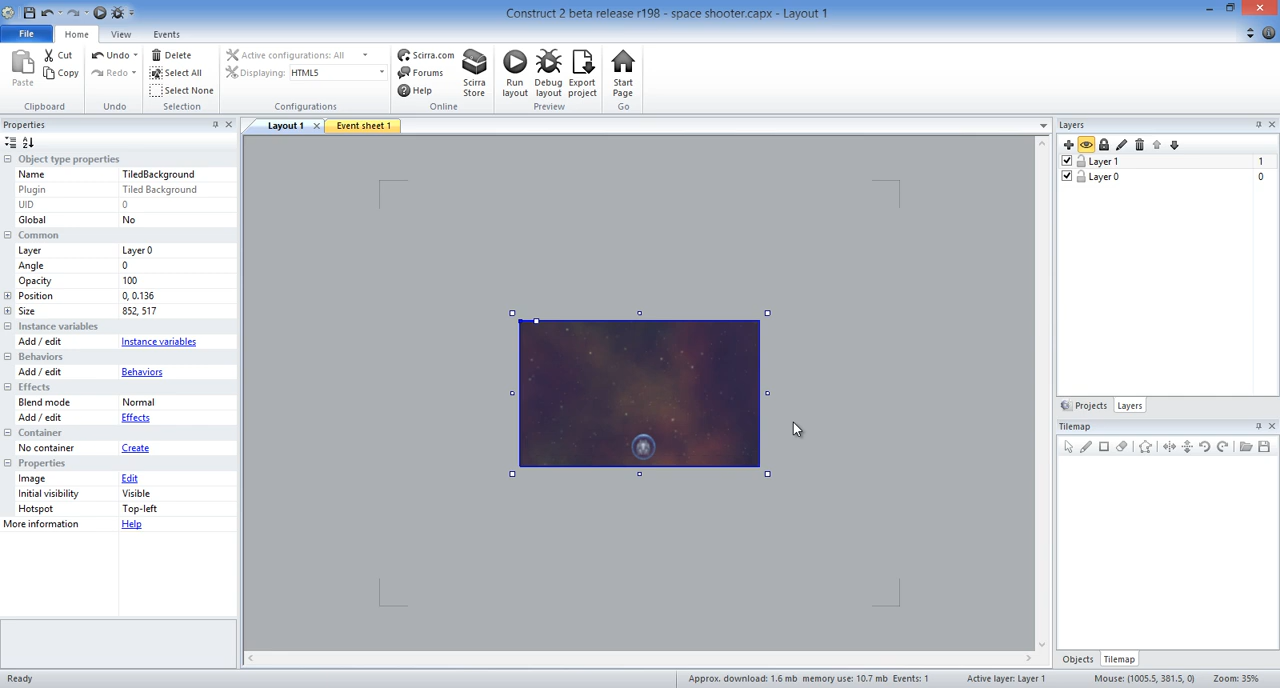 Construct 2 beta release r198 - space shooter.capx - Layout 1
File Home View Events
Paste Cut Copy Clipboard
Undo Redo Undo
Delete Select All Select None Selection
Active configurations: All
Displaying: HTML5
Configurations
Scirra.com Forums Help Scirra Store Online
Run layout Debug layout Export project Preview
Start Page Go
Properties
Object type properties
Name TiledBackground
Plugin Tiled Background
UID 0
Global No
Common
Layer Layer 0
Angle 0
Opacity 100
Position 0, 0.136
Size 852, 517
Instance variables
Add / edit Instance variables
Behaviors
Add / edit Behaviors
Effects
Blend mode Normal
Add / edit Effects
Container
No container Create
Properties
Image Edit
Initial visibility Visible
Hotspot Top-left
More information Help
Layout 1 Event sheet 1
Layers
Layer 1 1
Layer 0 0
Projects Layers
Tilemap
Objects Tilemap
Ready Approx. download: 1.6 mb memory use: 10.7 mb Events: 1 Active layer: Layer 1 Mouse: (1005.5, 381.5, 0) Zoom: 35%